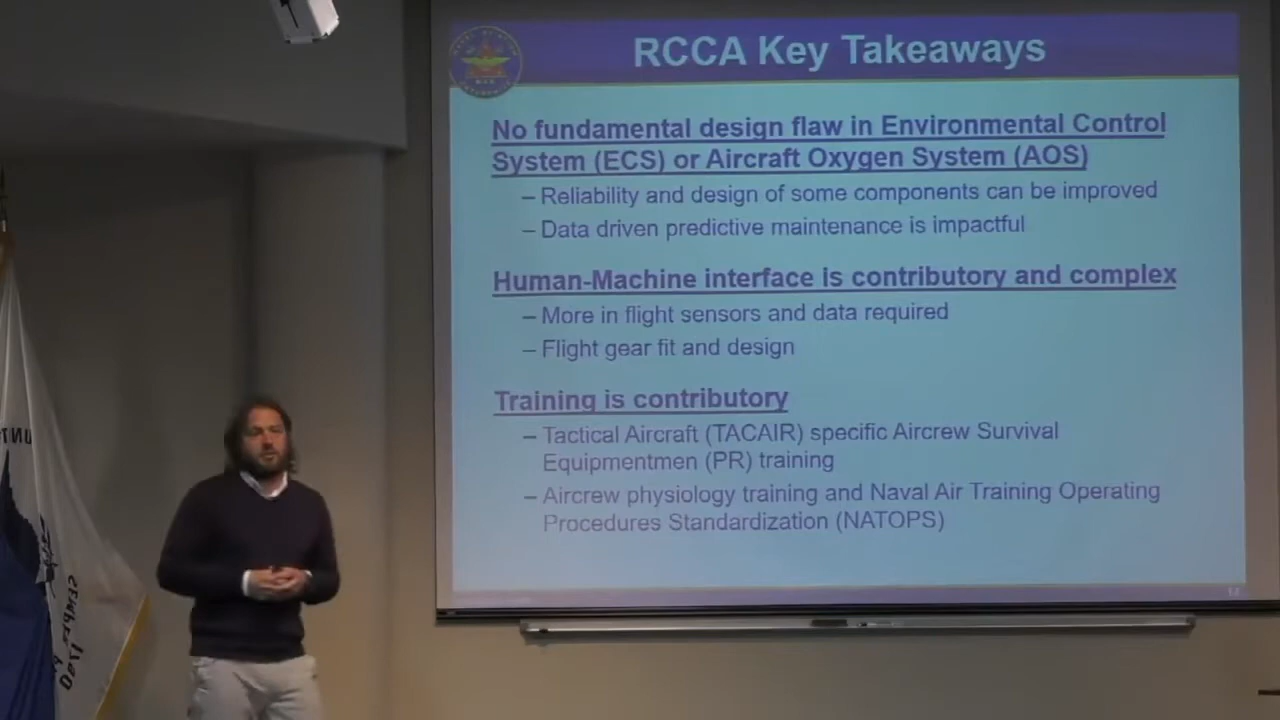 RCCA Key Takeaways
No fundamental design flaw in Environmental Control
System (ECS) or Aircraft Oxygen System (AOS)
– Reliability and design of some components can be improved
– Data driven predictive maintenance is impactful
Human-Machine interface is contributory and complex
– More in flight sensors and data required
– Flight gear fit and design
Training is contributory
– Tactical Aircraft (TACAIR) specific Aircrew Survival
Equipmentmen (PR) training
– Aircrew physiology training and Naval Air Training Operating
Procedures Standardization (NATOPS)